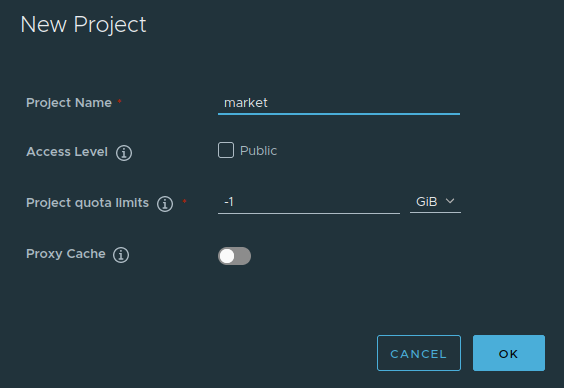 New Project
Project Name *
market
Access Level
Public
Project quota limits *
-1
GiB
Proxy Cache
CANCEL
OK